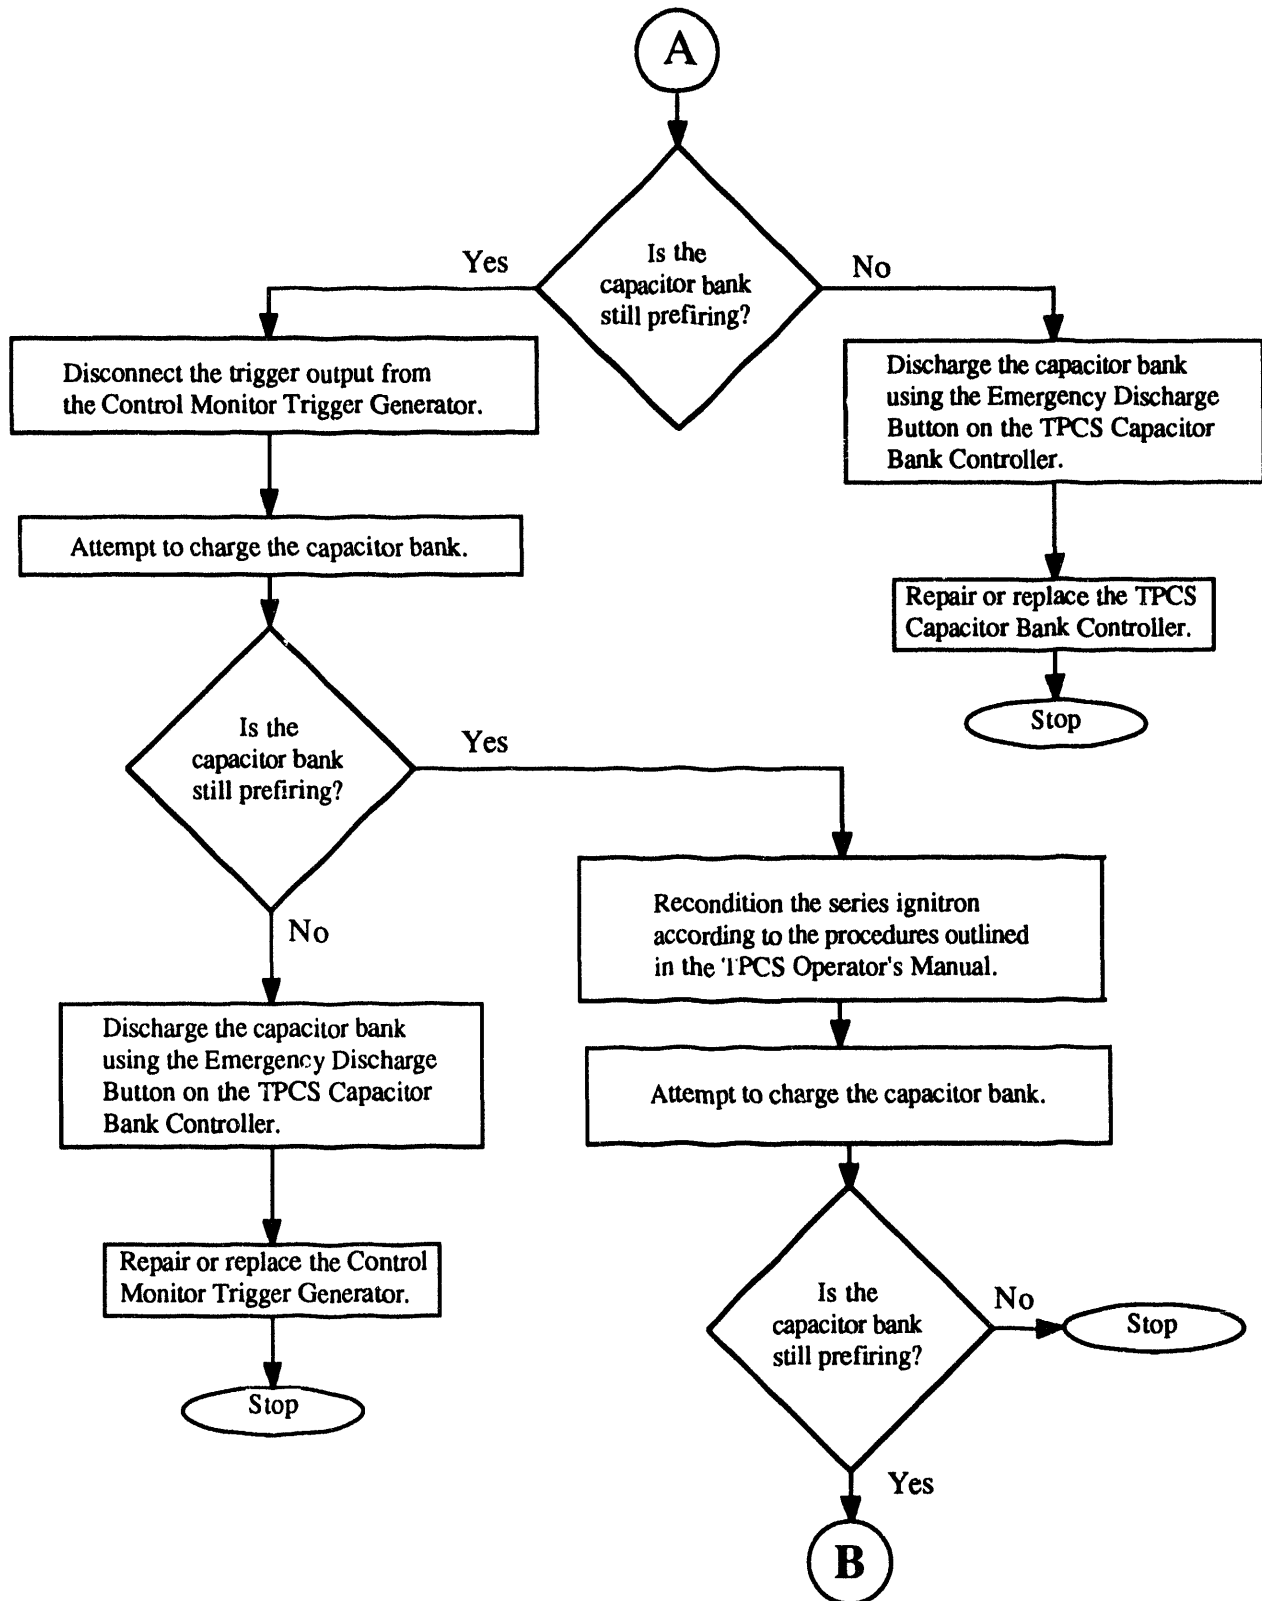 A
Is the
capacitor bank
still prefiring?
Yes
No
Disconnect the trigger output from
the Control Monitor Trigger Generator.
Discharge the capacitor bank
using the Emergency Discharge
Button on the TPCS Capacitor
Bank Controller.
Attempt to charge the capacitor bank.
Repair or replace the TPCS
Capacitor Bank Controller.
Stop
Is the
capacitor bank
still prefiring?
Yes
No
Recondition the series ignitron
according to the procedures outlined
in the TPCS Operator's Manual.
Discharge the capacitor bank
using the Emergency Discharge
Button on the TPCS Capacitor
Bank Controller.
Attempt to charge the capacitor bank.
Repair or replace the Control
Monitor Trigger Generator.
Stop
Is the
capacitor bank
still prefiring?
No
Stop
Yes
B